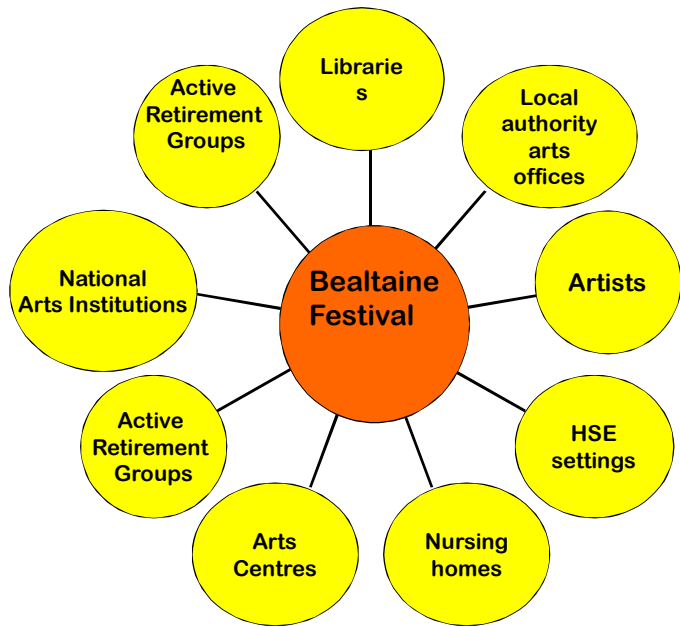 Librarie
s
Active
Retirement
Groups
Local
authority
arts
offices
National
Arts Institutions
Bealtaine
Festival
Artists
Active
Retirement
Groups
HSE
settings
Arts
Centres
Nursing
homes